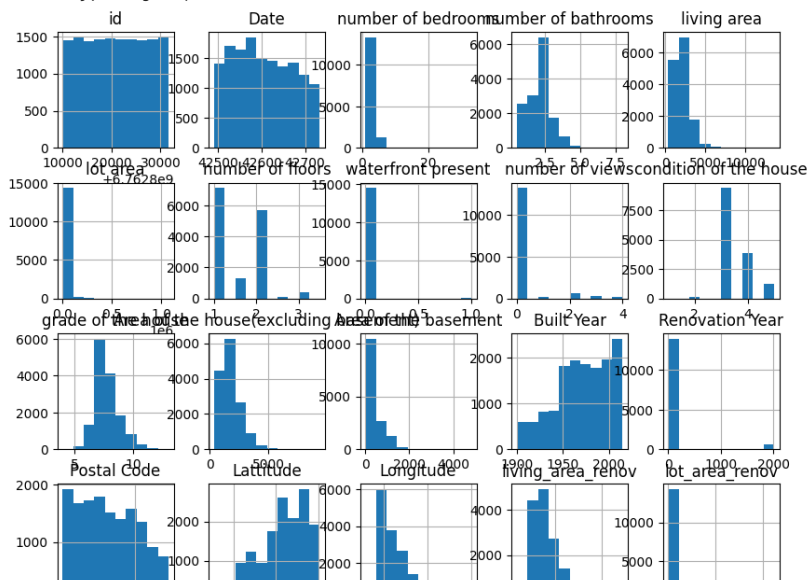 id Date number of bedrooms number of bathrooms living area
1500 1000 500 0
10000 20000 30000
+6.7628e9
1500 1000 500 0
42500 42600 42700
10000 5000 0
0 20
6000 4000 2000 0
2.5 5.0 7.5
6000 4000 2000 0
0 5000 10000
lot area number of floors waterfront present number of views condition of the house
15000 10000 5000 0
0.0 0.5 1.0
1e6
6000 4000 2000 0
1 2 3
15000 10000 5000 0
0.0 0.5 1.0
10000 5000 0
0 2 4
7500 5000 2500 0
2 4
grade of the house Area of the house(excluding basement) Area of the basement Built Year Renovation Year
6000 4000 2000 0
5 10
6000 4000 2000 0
0 5000
10000 5000 0
0 2000 4000
2000 1000 0
1900 1950 2000
10000 5000 0
0 1000 2000
Postal Code Lattitude Longitude living_area_renov lot_area_renov
2000 1000
2000 1000
6000 4000 2000
4000 2000
10000 5000